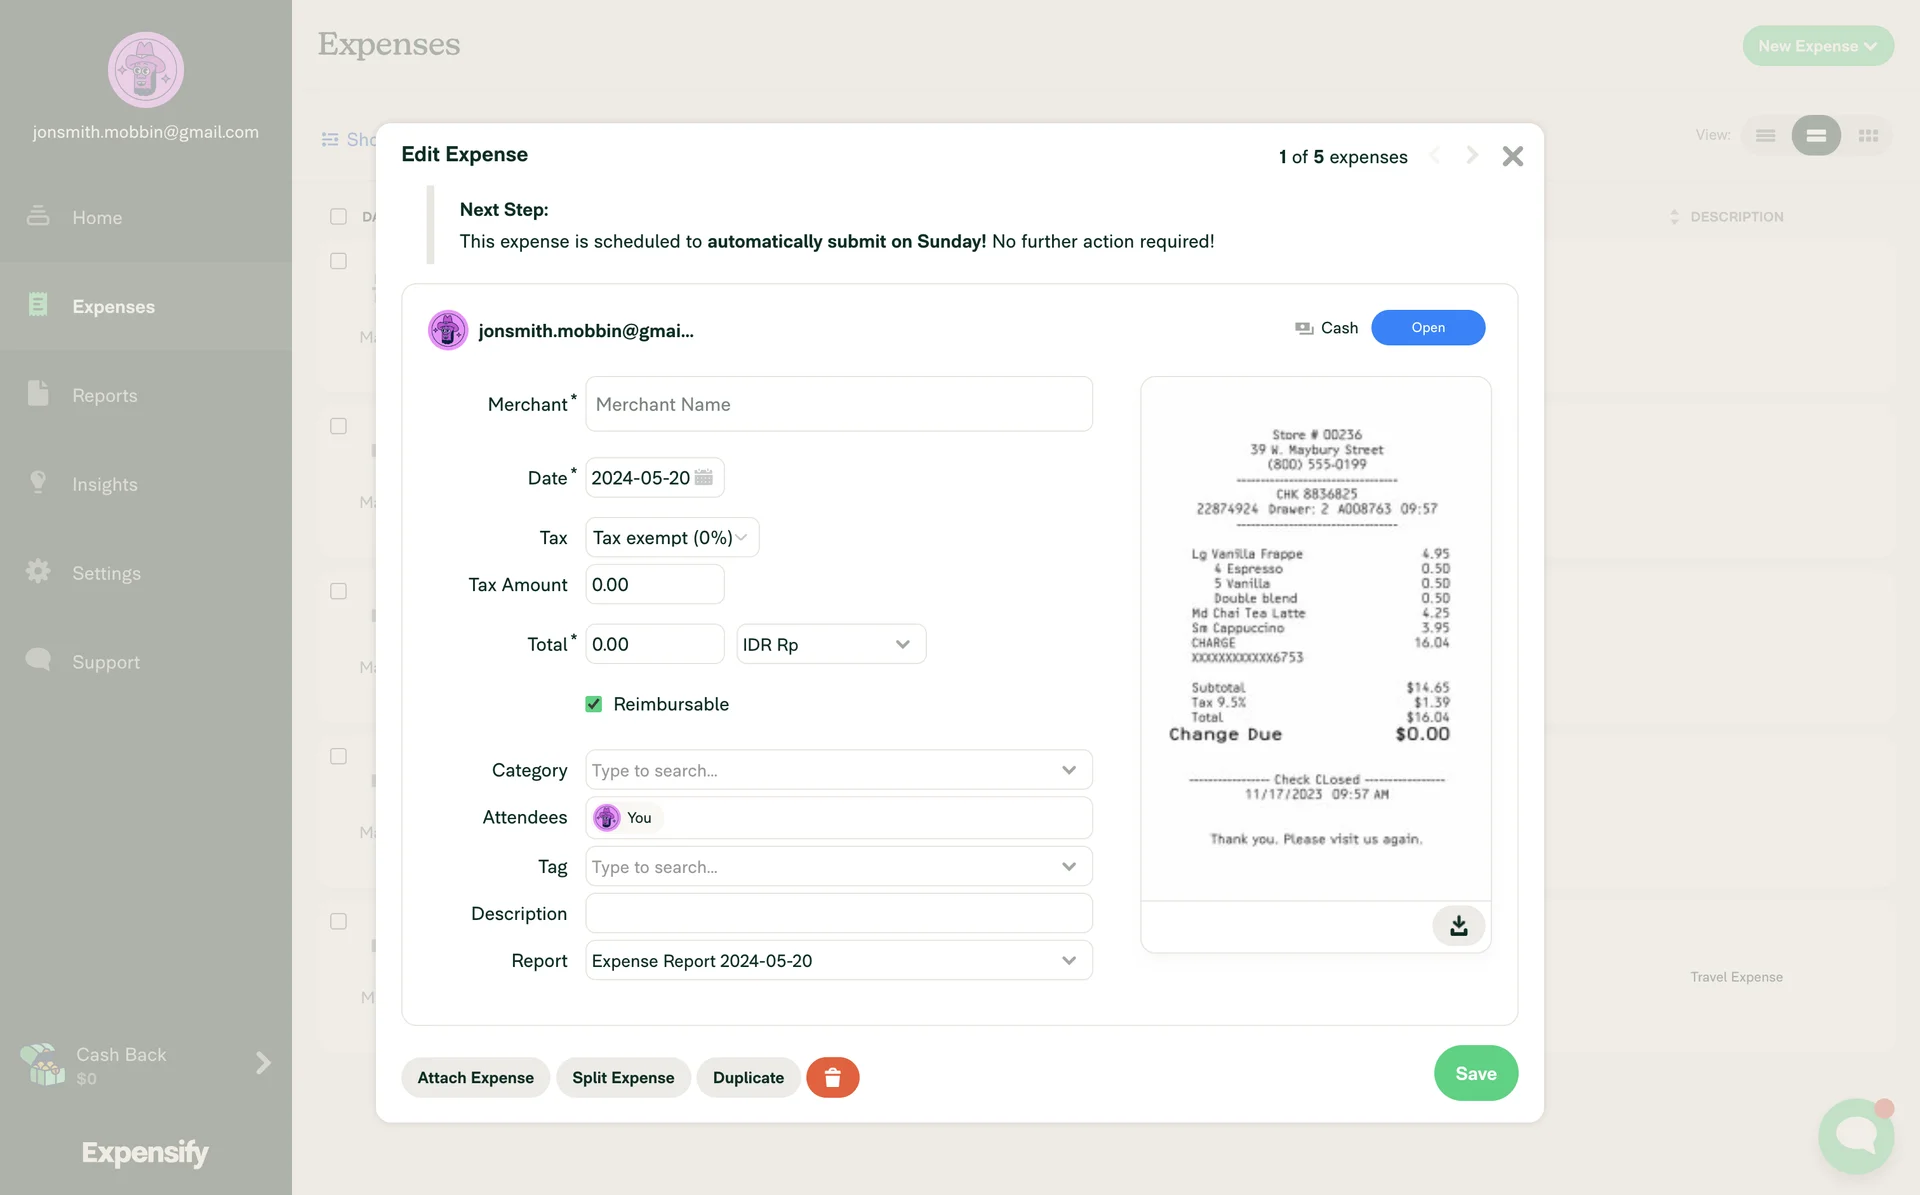 jonsmith.mobbin@gmail.com
Home
Expenses
Reports
Insights
Settings
Support
Cash Back
$0
Expensify
Expenses
New Expense
View:
DESCRIPTION
Travel Expense
Edit Expense
1 of 5 expenses
Next Step:
This expense is scheduled to automatically submit on Sunday! No further action required!
jonsmith.mobbin@gmai...
Cash
Open
Merchant* Merchant Name
Date* 2024-05-20
Tax Tax exempt (0%)
Tax Amount 0.00
Total* 0.00 IDR Rp
Reimbursable
Category Type to search...
Attendees You
Tag Type to search...
Description
Report Expense Report 2024-05-20
Store # 00236
39 W. Maybury Street
(800) 555-0199
--------------------------------
CHK 8836825
22874924 Drawer: 2 A008763 09:57
--------------------------------
Lg Vanilla Frappe 4.95
4 Espresso 0.50
5 Vanilla 0.50
Double blend 0.50
Md Chai Tea Latte 4.25
Sm Cappuccino 3.95
CHARGE 16.04
XXXXXXXXXXXX6753
Subtotal $14.65
Tax 9.5% $1.39
Total $16.04
Change Due $0.00
---------------- Check CLosed ----------------
11/17/2023 09:57 AM
Thank you. Please visit us again.
Attach Expense
Split Expense
Duplicate
Save